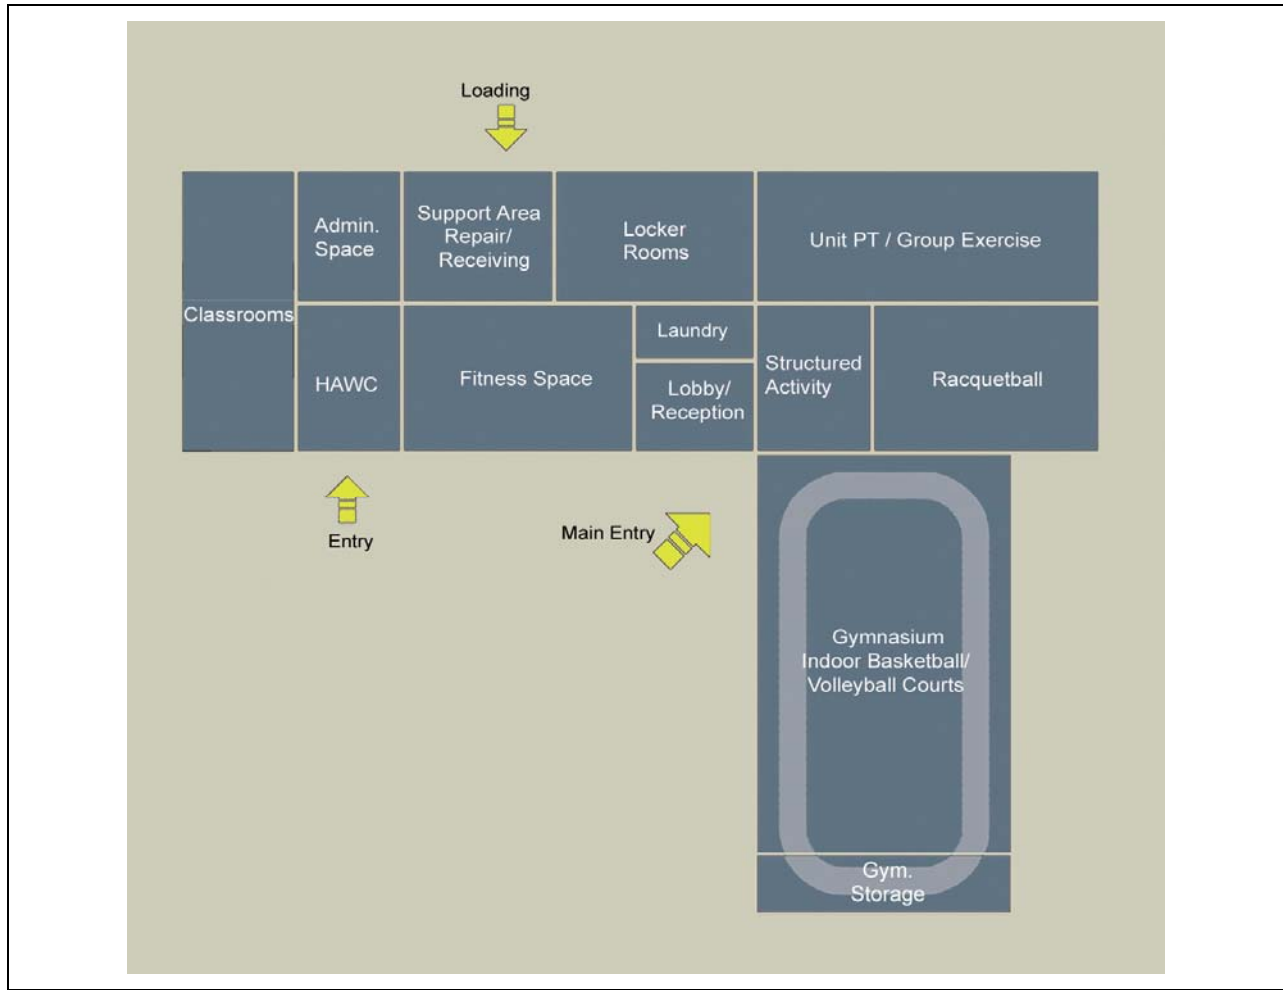 Loading
Admin.
Space
Support Area
Repair/
Receiving
Locker
Rooms
Unit PT / Group Exercise
Classrooms
HAWC
Fitness Space
Laundry
Lobby/
Reception
Structured
Activity
Racquetball
Entry
Main Entry
Gymnasium
Indoor Basketball/
Volleyball Courts
Gym.
Storage